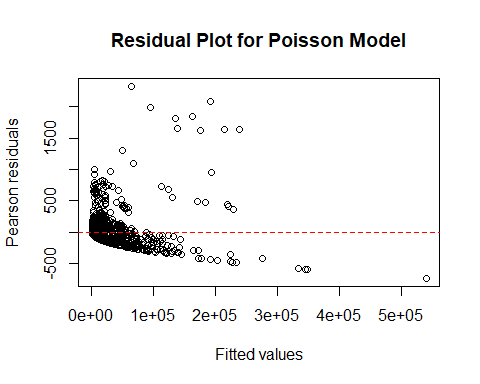 Residual Plot for Poisson Model
Pearson residuals
1500
500
-500
0e+00 1e+05 2e+05 3e+05 4e+05 5e+05
Fitted values